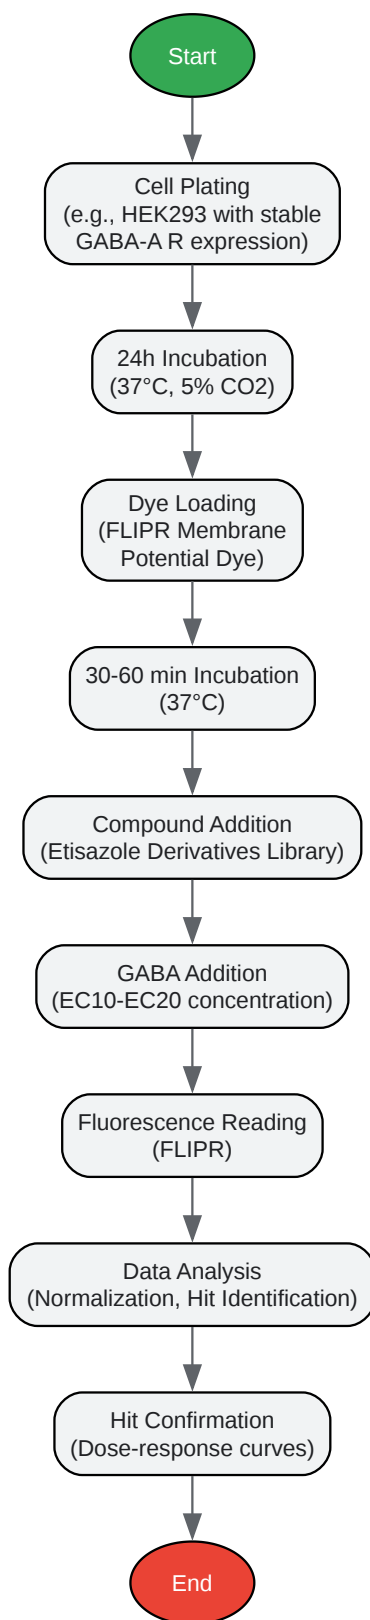 Start
Cell Plating
(e.g., HEK293 with stable
GABA-A R expression)
24h Incubation
(37°C, 5% CO2)
Dye Loading
(FLIPR Membrane
Potential Dye)
30-60 min Incubation
(37°C)
Compound Addition
(Etisazole Derivatives Library)
GABA Addition
(EC10-EC20 concentration)
Fluorescence Reading
(FLIPR)
Data Analysis
(Normalization, Hit Identification)
Hit Confirmation
(Dose-response curves)
End